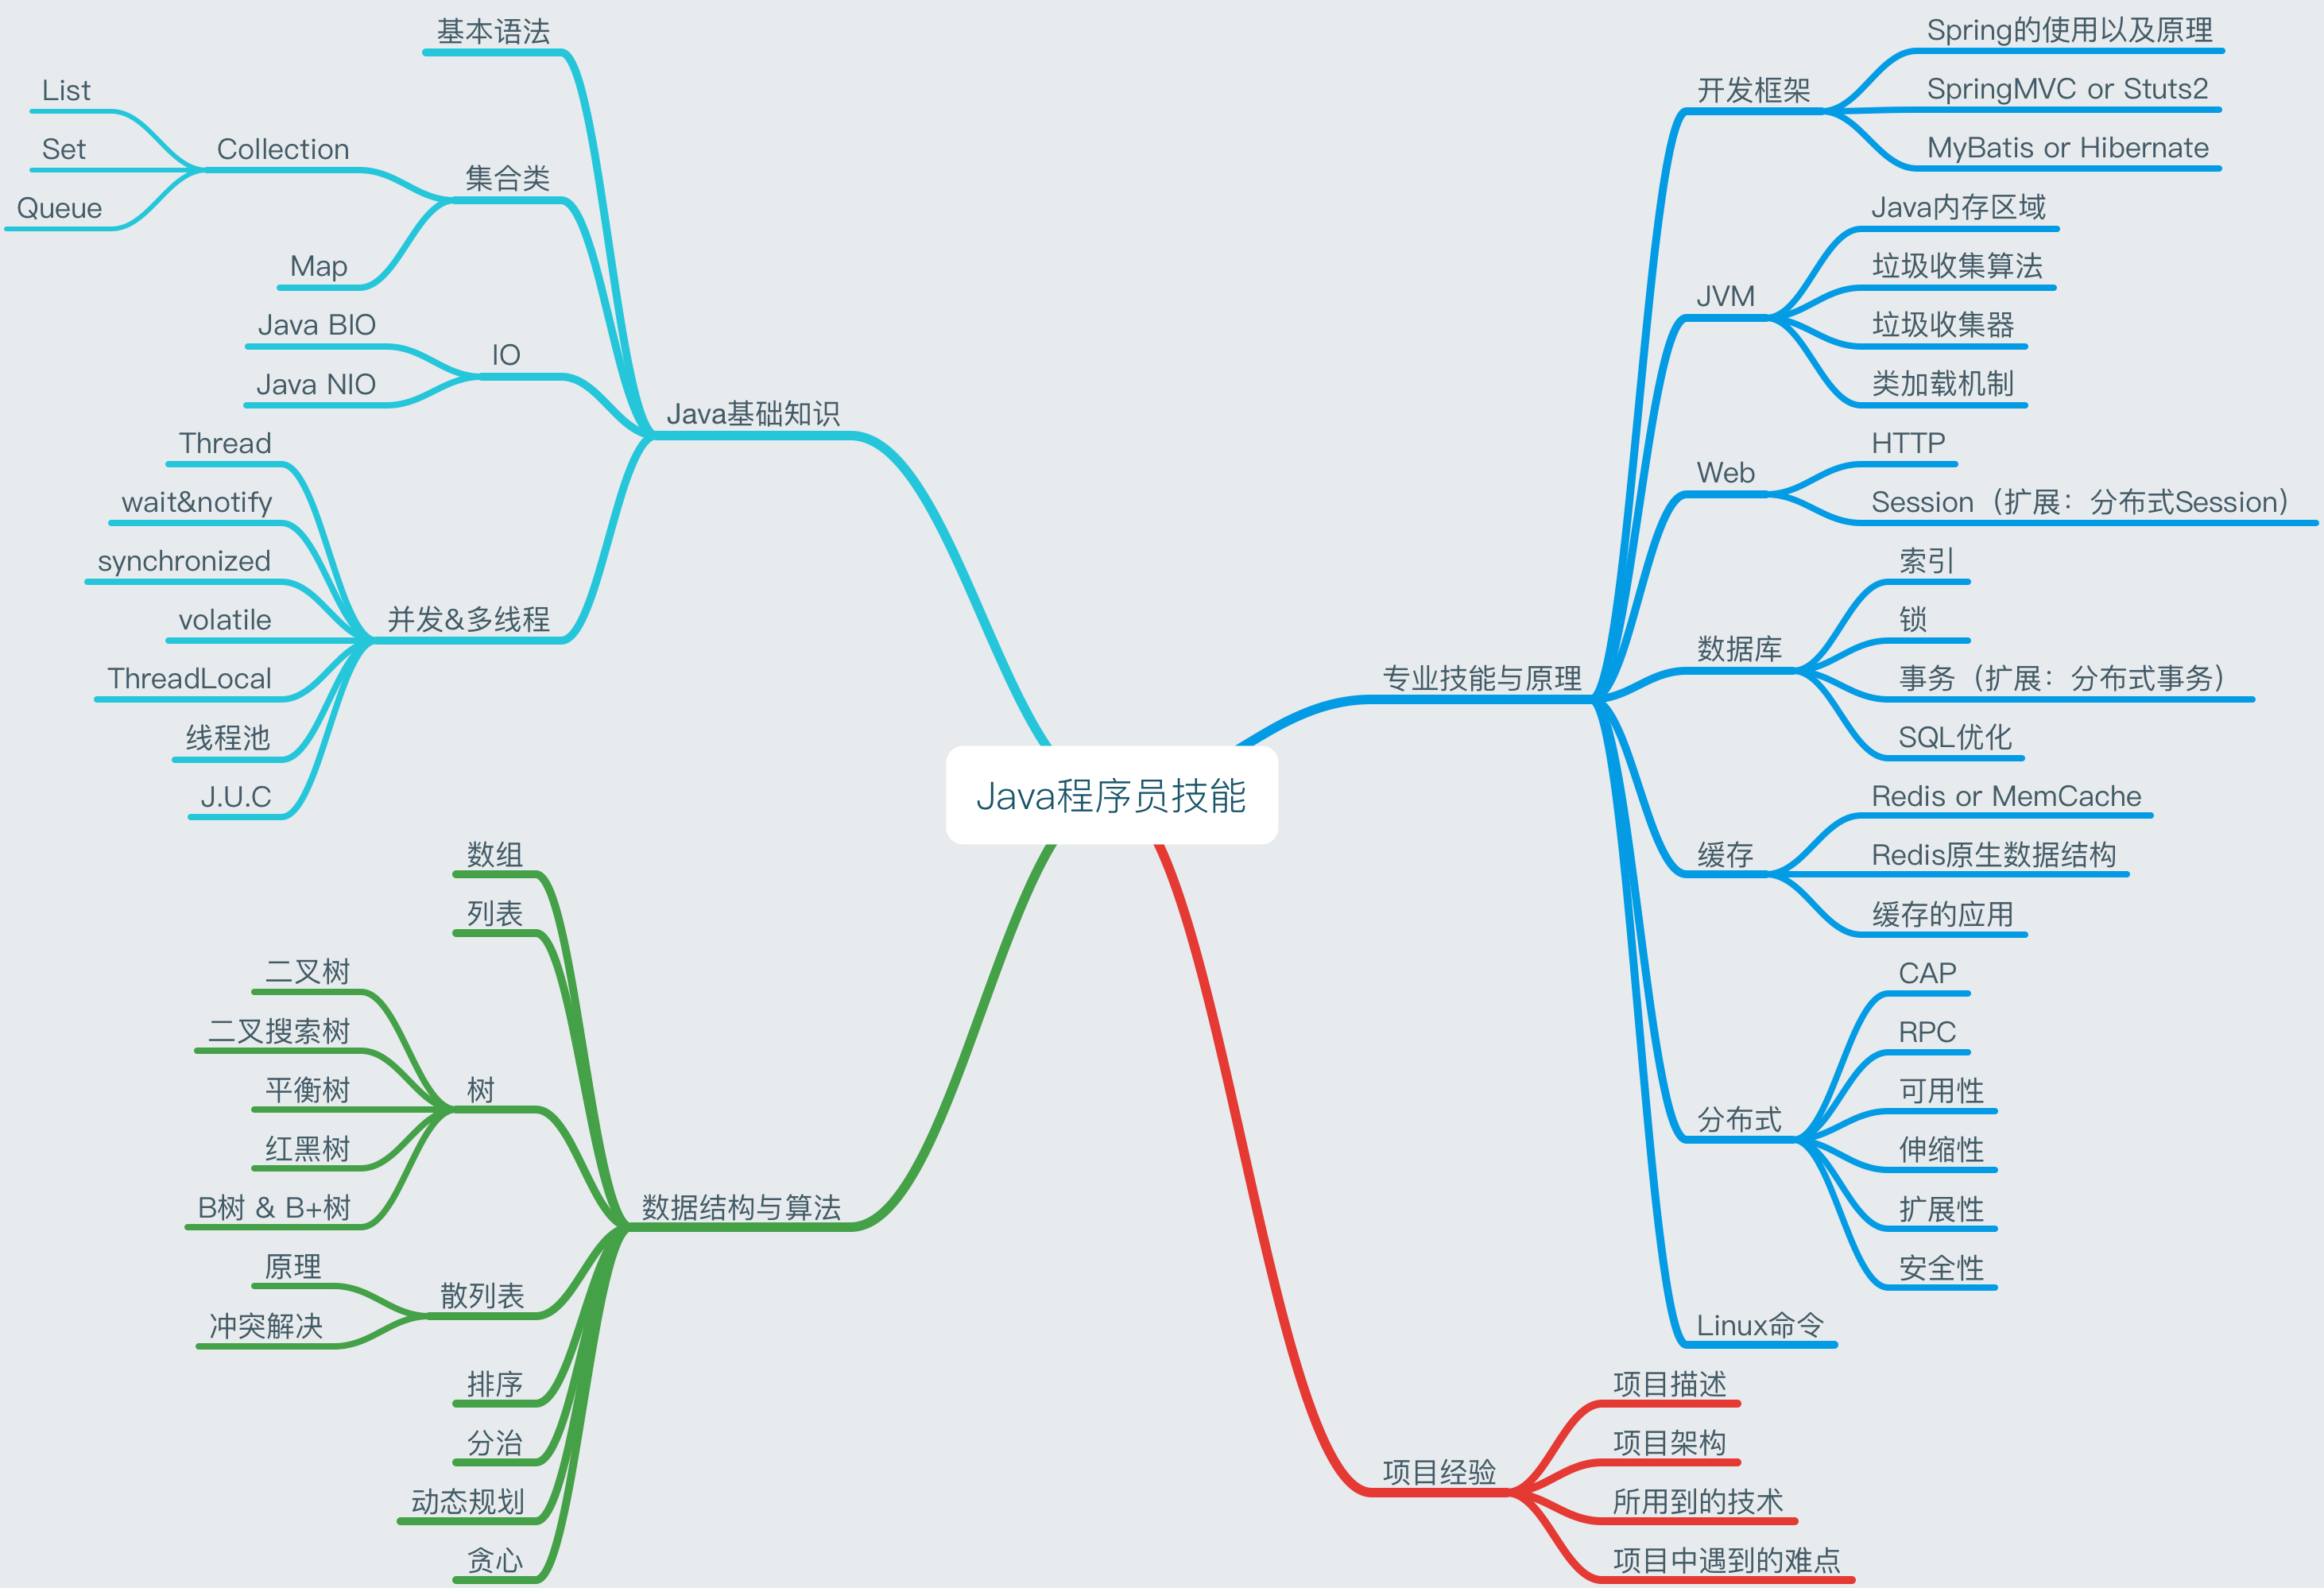 Java程序员技能
Java基础知识
基本语法
集合类
Collection
List
Set
Queue
Map
IO
Java BIO
Java NIO
并发&多线程
Thread
wait&notify
synchronized
volatile
ThreadLocal
线程池
J.U.C
数据结构与算法
数组
列表
树
二叉树
二叉搜索树
平衡树
红黑树
B树 & B+树
散列表
原理
冲突解决
排序
分治
动态规划
贪心
专业技能与原理
开发框架
Spring的使用以及原理
SpringMVC or Stuts2
MyBatis or Hibernate
JVM
Java内存区域
垃圾收集算法
垃圾收集器
类加载机制
Web
HTTP
Session（扩展：分布式Session）
数据库
索引
锁
事务（扩展：分布式事务）
SQL优化
缓存
Redis or MemCache
Redis原生数据结构
缓存的应用
分布式
CAP
RPC
可用性
伸缩性
扩展性
安全性
Linux命令
项目经验
项目描述
项目架构
所用到的技术
项目中遇到的难点